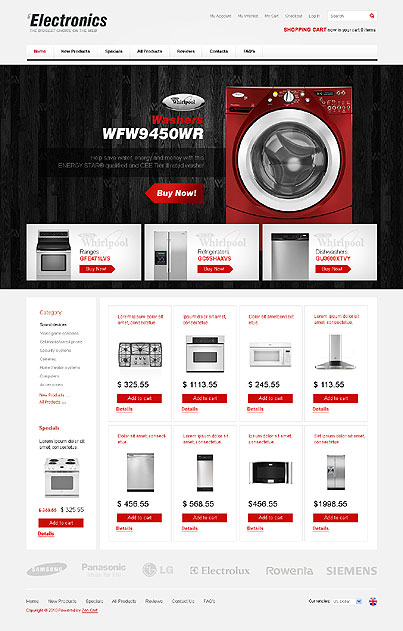 Electronics
THE BIGGEST CHOICE ON THE WEB!
My Account
My Wishlist
My Cart
Checkout
Log In
Search
SHOPPING CART now in your cart 0 items
Home
New Products
Specials
All Products
Reviews
Contacts
FAQ's
Whirlpool
Washers
WFW9450WR
Help save water, energy and money with this
ENERGY STAR® qualified and CEE Tier III rated washer
Buy Now!
Whirlpool
Ranges
GFE471LVS
Buy Now!
Whirlpool
Refrigerators
GC5SHAXVS
Buy Now!
Whirlpool
Dishwashers
Buy Now!
Category
Sound devices
Video game consoles
Cell mobiles and phones
Security systems
Cameras
Home theater systems
Computers
Accessories
New Products ...
All Products ...
Specials
Lorem ipsum dolor sit
amet, consectetue.
$ 325.55
Add to cart
Details
Lorem ipsum dolor sit
amet, consectetue.
$ 325.55
Add to cart
Details
Lorem ipsum dolor sit
amet, consectetue
$ 1113.55
Add to cart
Details
Dolor sit amet,
consectetue.
$ 245.55
Add to cart
Details
Lorem ipsum dolor sit
amet.
$ 113.55
Add to cart
Details
Dolor sit amet, consecti-
etue.
$ 456.55
Add to cart
Details
Lorem ipsum dolor sit
amet, consectetue.
$ 568.55
Add to cart
Details
Lorem ipsum dolor
sit amet, consectetue.
$456.55
Add to cart
Details
Sit ipsum dolor sit
amet, consectetue.
$1998.55
Add to cart
Details
SAMSUNG
Panasonic
ideas for life
LG
Electrolux
Rowenta
SIEMENS
Home
New Products
Specials
All Products
Reviews
Contact Us
FAQ's
Currencies:
US Dollar
Copyright © 2010 Powered by Zen Cart